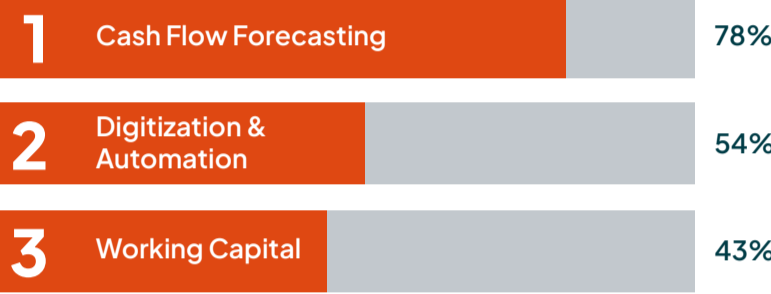 1 Cash Flow Forecasting 78%
2 Digitization &
Automation 54%
3 Working Capital 43%